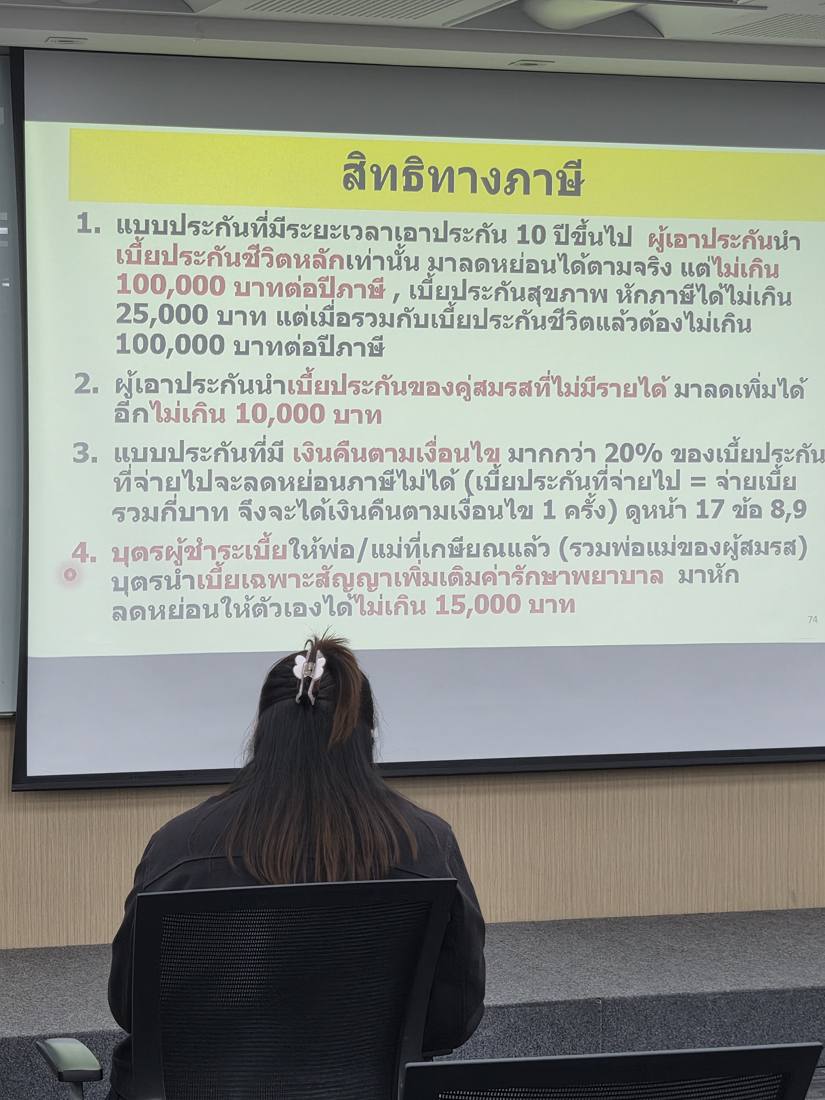 สิทธิทางภาษี
1. แบบประกันที่มีระยะเวลาเอาประกัน 10 ปีขึ้นไป ผู้เอาประกันนำ
เบี้ยประกันชีวิตหลักเท่านั้น มาลดหย่อนได้ตามจริง แต่ไม่เกิน
100,000 บาทต่อปีภาษี , เบี้ยประกันสุขภาพ หักภาษีได้ไม่เกิน
25,000 บาท แต่เมื่อรวมกับเบี้ยประกันชีวิตแล้วต้องไม่เกิน
100,000 บาทต่อปีภาษี
2. ผู้เอาประกันนำเบี้ยประกันของคู่สมรสที่ไม่มีรายได้ มาลดเพิ่มได้
อีกไม่เกิน 10,000 บาท
3. แบบประกันที่มี เงินคืนตามเงื่อนไข มากกว่า 20% ของเบี้ยประกัน
ที่จ่ายไปจะลดหย่อนภาษีไม่ได้ (เบี้ยประกันที่จ่ายไป = จ่ายเบี้ย
รวมกี่บาท จึงจะได้เงินคืนตามเงื่อนไข 1 ครั้ง) ดูหน้า 17 ข้อ 8,9
4. บุตรผู้ชำระเบี้ยให้พ่อ/แม่ที่เกษียณแล้ว (รวมพ่อแม่ของผู้สมรส)
บุตรนำเบี้ยเฉพาะสัญญาเพิ่มเติมค่ารักษาพยาบาล มาหัก
ลดหย่อนให้ตัวเองได้ไม่เกิน 15,000 บาท
74